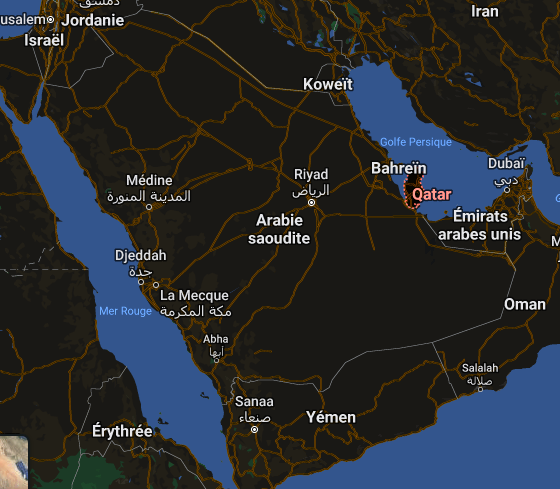 دمشق
usalem
Jordanie
Israël
Iran
Koweït
Golfe Persique
Bahreïn
Qatar
Dubaï
دبي
Médine
المدينة المنورة
Riyad
الرياض
Arabie
saoudite
Émirats
arabes unis
Djeddah
جدة
La Mecque
مكة المكرمة
Mer Rouge
Oman
Abha
أبها
Salalah
صلالة
Sanaa
صنعاء
Yémen
Érythrée
G
M